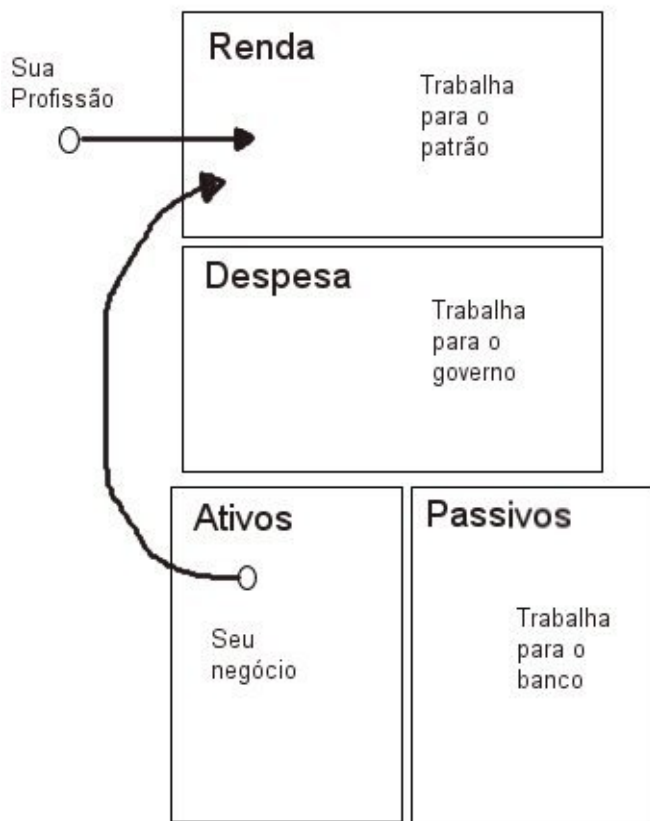 Sua
Profissão
Renda
Trabalha
para o
patrão
Despesa
Trabalha
para o
governo
Ativos
Seu
negócio
Passivos
Trabalha
para o
banco